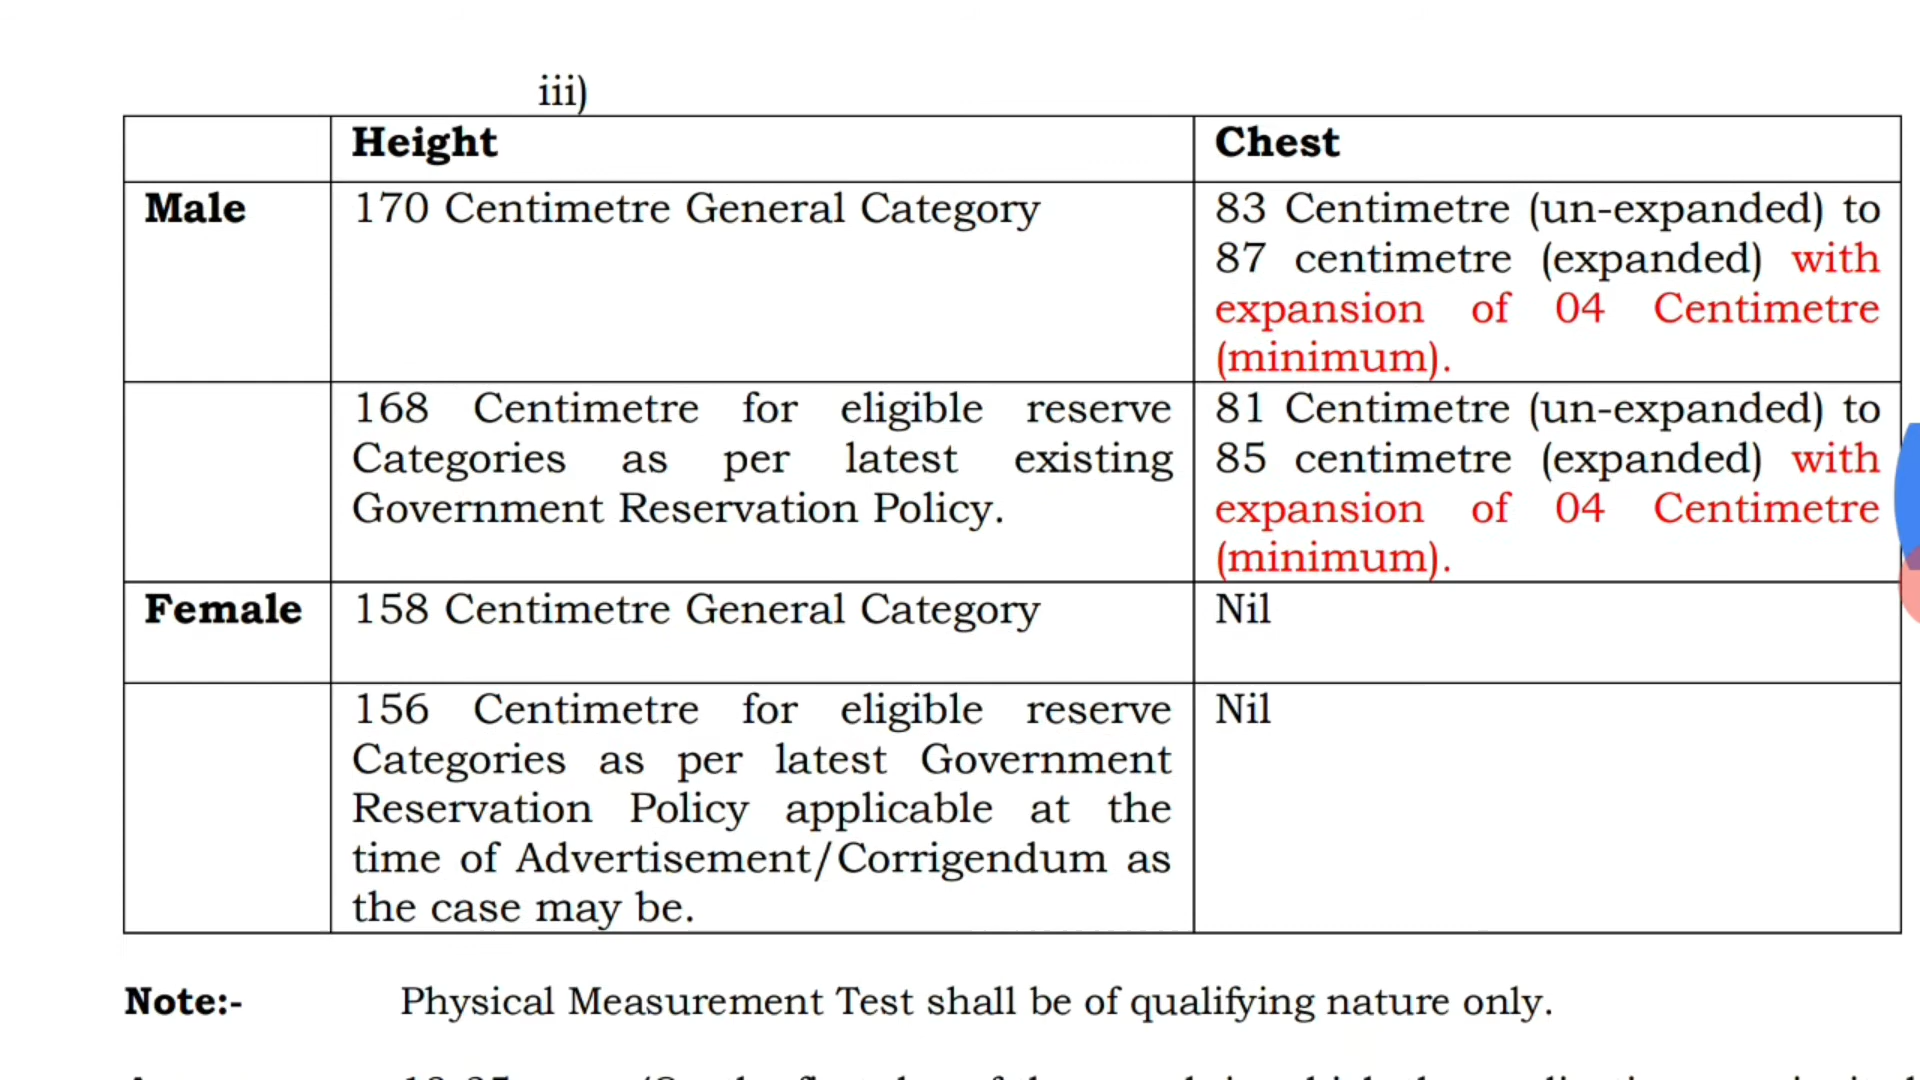 iii)
Height
Chest
Male
170 Centimetre General Category
83 Centimetre (un-expanded) to
87 centimetre (expanded) with
expansion of 04 Centimetre
(minimum).
168 Centimetre for eligible reserve
Categories as per latest existing
Government Reservation Policy.
81 Centimetre (un-expanded) to
85 centimetre (expanded) with
expansion of 04 Centimetre
(minimum).
Female
158 Centimetre General Category
Nil
156 Centimetre for eligible reserve
Categories as per latest Government
Reservation Policy applicable at the
time of Advertisement/Corrigendum as
the case may be.
Nil
Note:- Physical Measurement Test shall be of qualifying nature only.